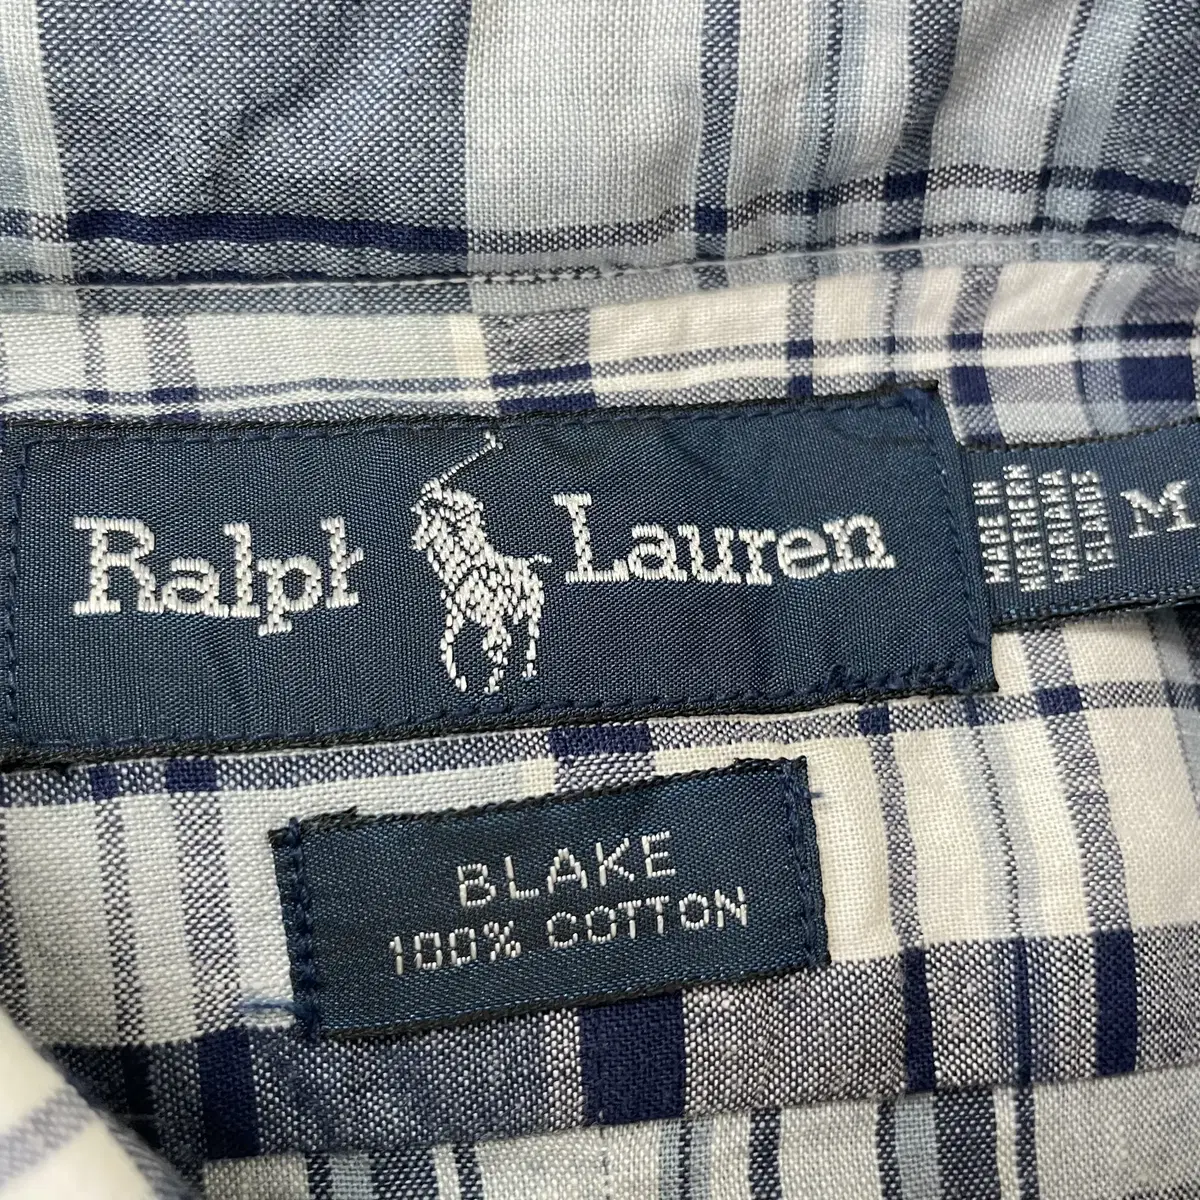 Ralph Lauren
MADE IN
NORTHERN
MARIANA
ISLANDS
M
BLAKE
100% COTTON